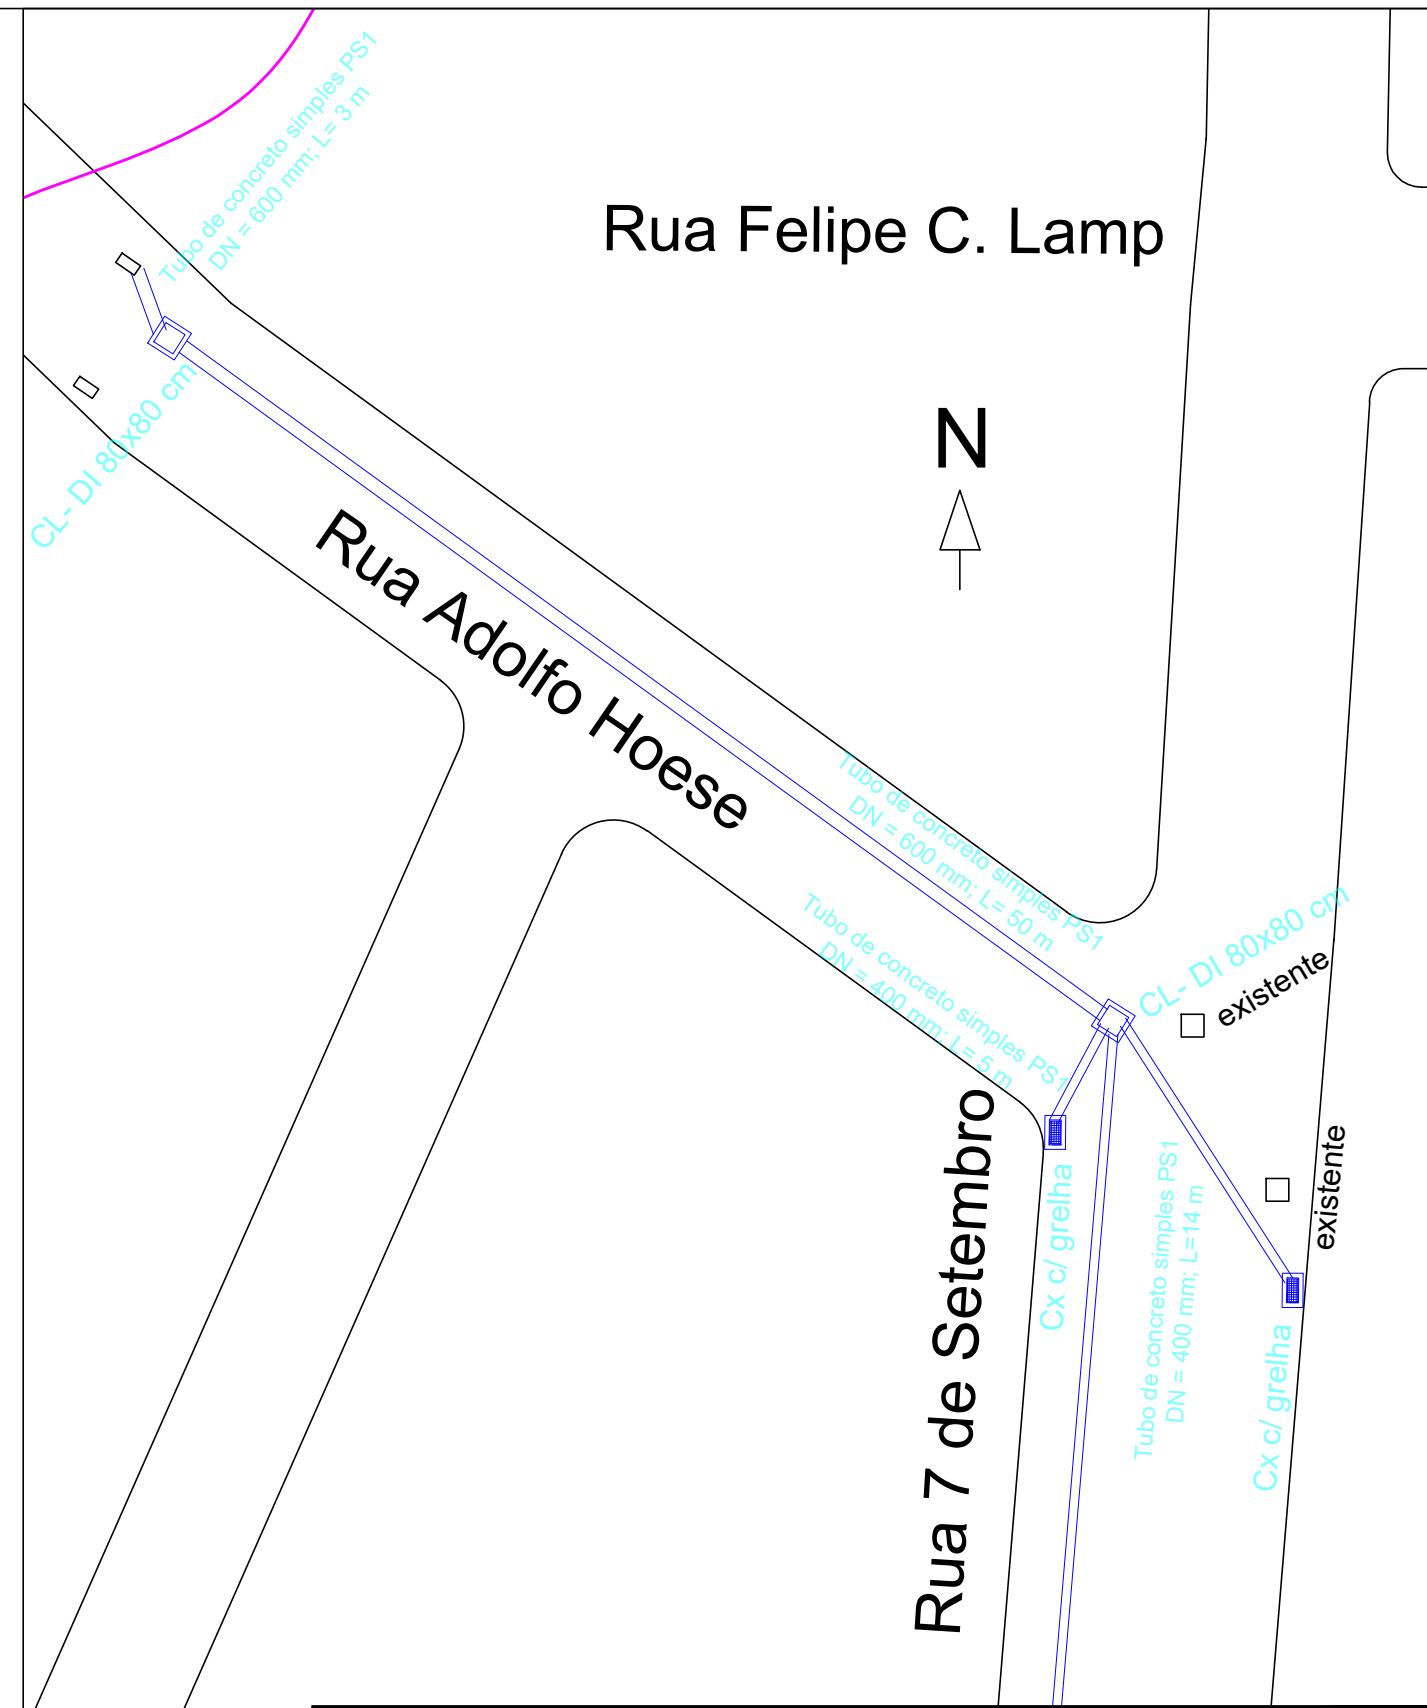 Tubo de concreto simples PS1
DN = 600 mm; L= 3 m
Rua Felipe C. Lamp
CL- DI 80x80 cm
N
Rua Adolfo Hoese
Tubo de concreto simples PS1
DN = 600 mm; L= 50 m
Tubo de concreto simples PS1
DN = 400 mm; L= 5 m
CL- DI 80x80 cm
existente
existente
Rua 7 de Setembro
Cx c/ grelha
Tubo de concreto simples PS1
DN = 400 mm; L=14 m
Cx c/ grelha